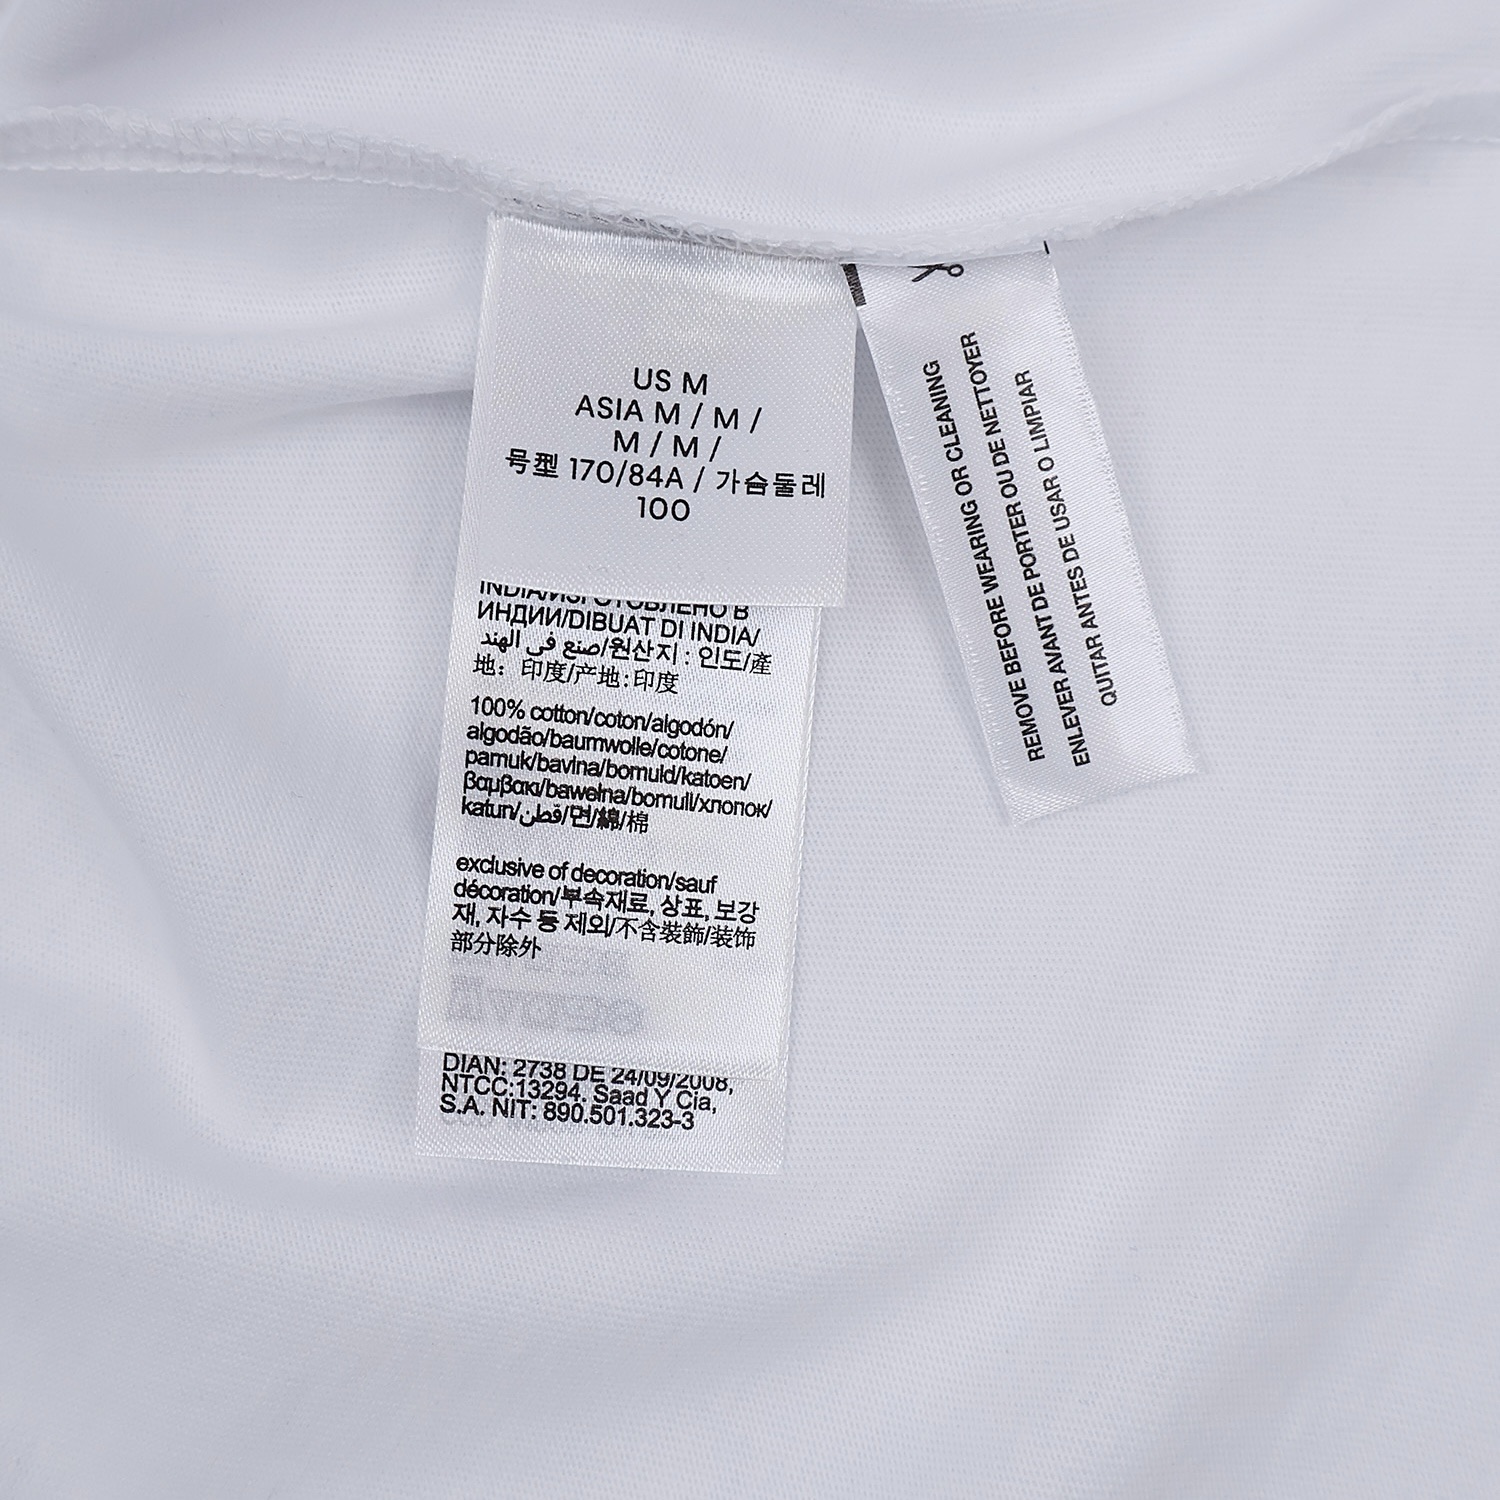 US M
ASIA M / M /
M / M /
号型 170/84A / 가슴둘레
100
INDIA/ИЗГОТОВЛЕНО В
ИНДИИ/DIBUAT DI INDIA/
صنع في الهند/원산지 : 인도/產
地：印度/产地:印度
100% cotton/coton/algodón/
algodão/baumwolle/cotone/
pamuk/bavlna/bomuld/katoen/
βαμβακι/bawełna/bomull/хлопок/
katun/قطن/면/綿/棉
exclusive of decoration/sauf
décoration/부속재료, 상표, 보강
재, 자수 등 제외/不含裝飾/装饰
部分除外
DIAN: 2738 DE 24/09/2008,
NTCC:13294. Saad Y Cia,
S.A. NIT: 890.501.323-3
REMOVE BEFORE WEARING OR CLEANING
ENLEVER AVANT DE PORTER OU DE NETTOYER
QUITAR ANTES DE USAR O LIMPIAR